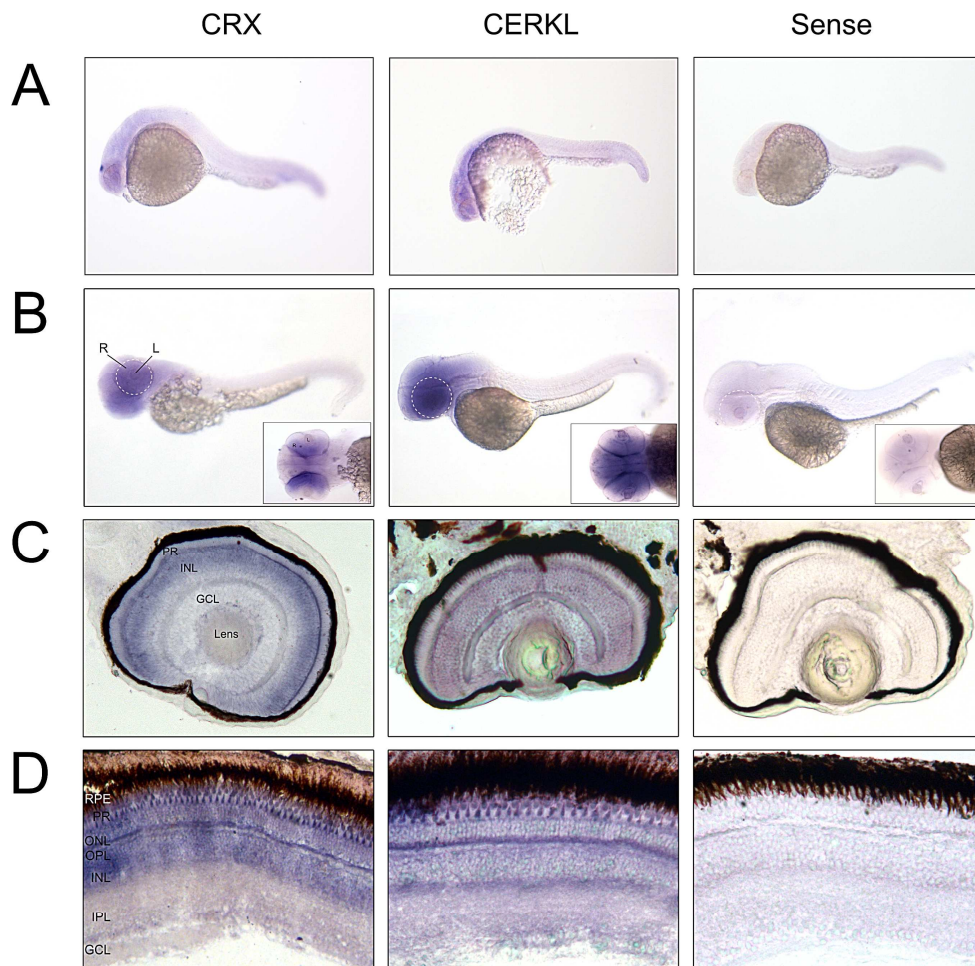 CRX CERKL Sense
A
B
R L
C
PR
INL
GCL
Lens
D
RPE
PR
ONL
OPL
INL
IPL
GCL